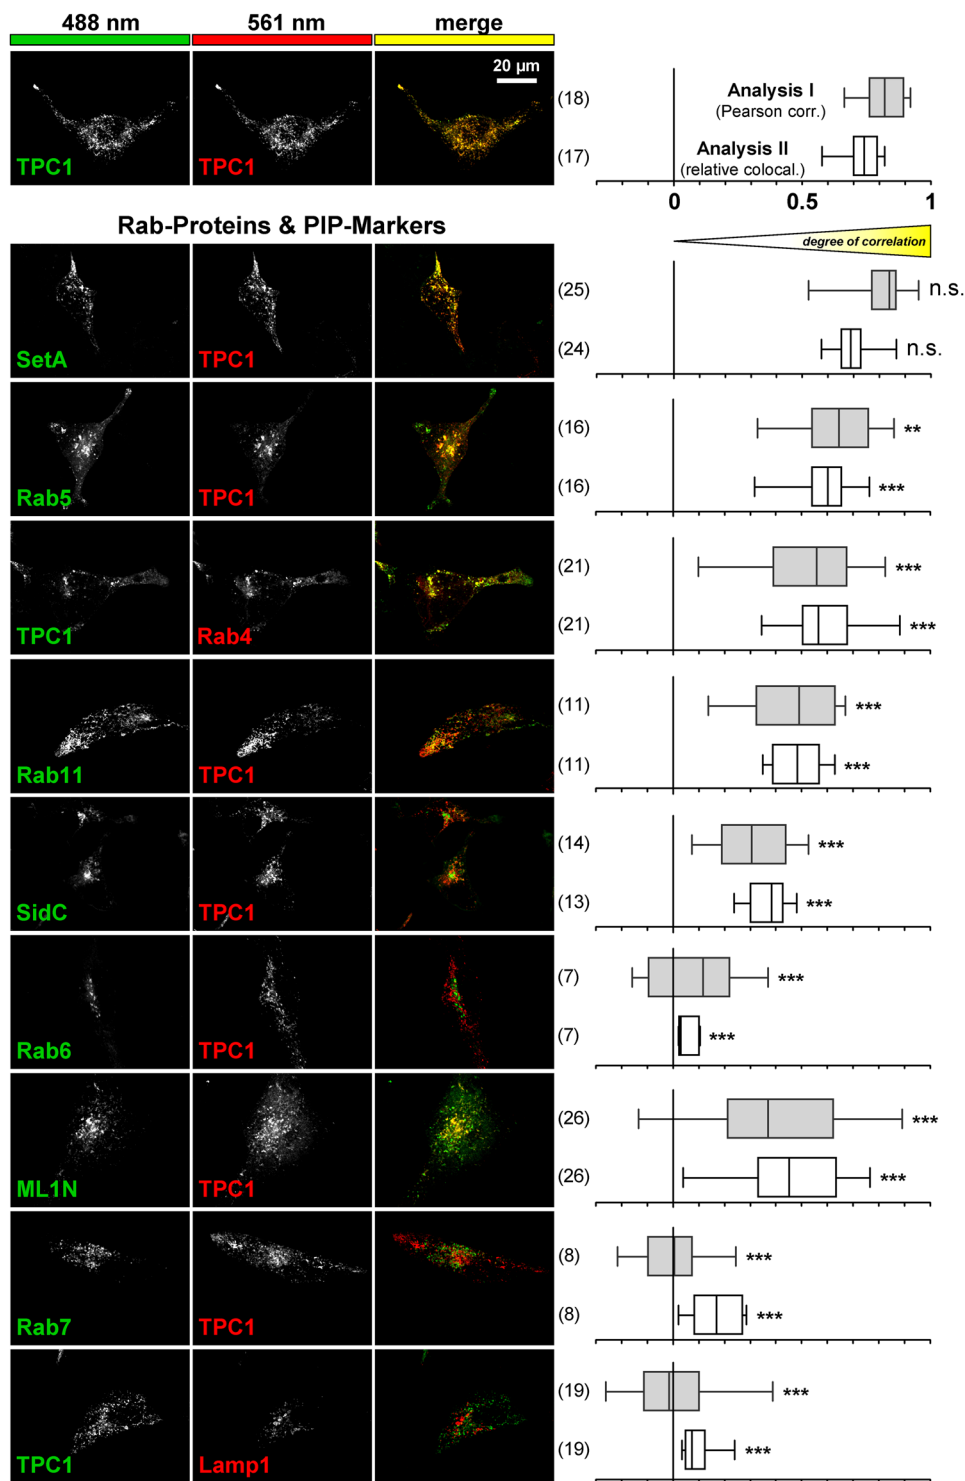 488 nm 561 nm merge
20 µm
TPC1 TPC1
(18)
Analysis I
(Pearson corr.)
(17)
Analysis II
(relative colocal.)
0 0.5 1
degree of correlation
Rab-Proteins & PIP-Markers
SetA TPC1
(25) n.s.
(24) n.s.
Rab5 TPC1
(16) **
(16) ***
TPC1 Rab4
(21) ***
(21) ***
Rab11 TPC1
(11) ***
(11) ***
SidC TPC1
(14) ***
(13) ***
Rab6 TPC1
(7) ***
(7) ***
ML1N TPC1
(26) ***
(26) ***
Rab7 TPC1
(8) ***
(8) ***
TPC1 Lamp1
(19) ***
(19) ***